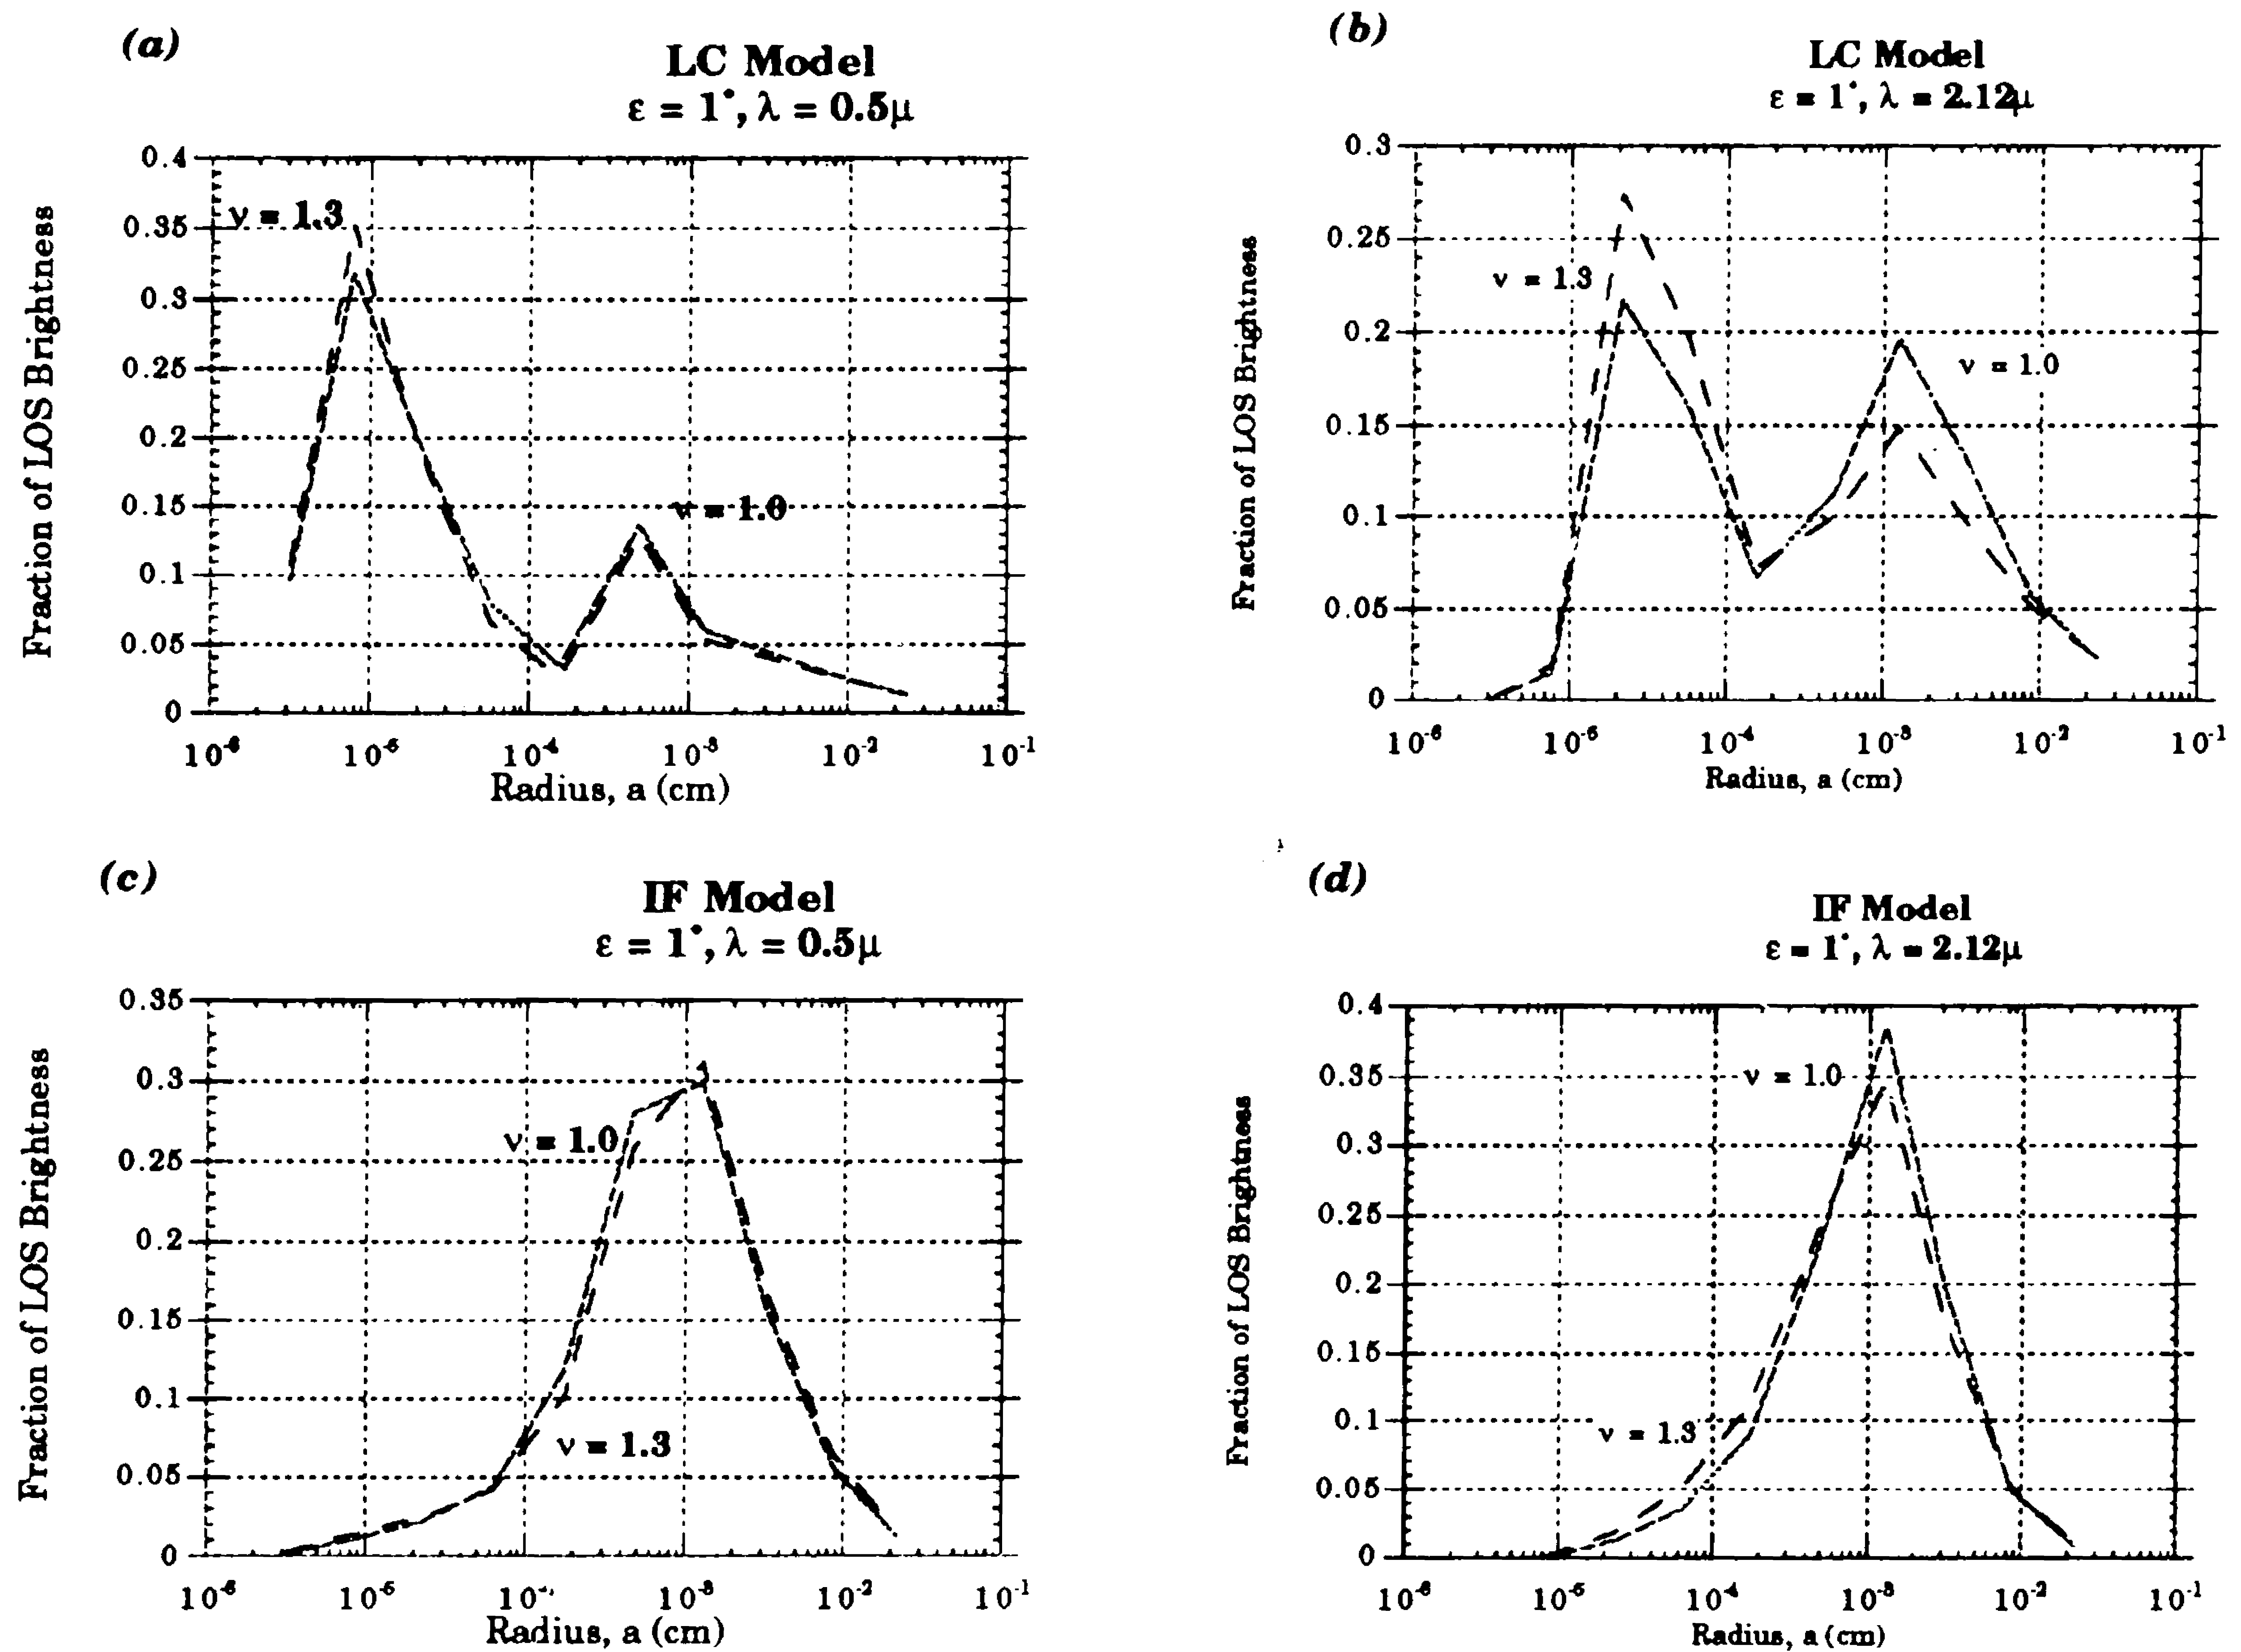 (a)
LC Model
ε = 1°, λ = 0.5μ
Fraction of LOS Brightness
0.4
0.35
0.3
0.25
0.2
0.15
0.1
0.05
0
ν = 1.3
ν = 1.0
10⁻⁶ 10⁻⁵ 10⁻⁴ 10⁻³ 10⁻² 10⁻¹
Radius, a (cm)
(b)
LC Model
ε = 1°, λ = 2.12μ
Fraction of LOS Brightness
0.3
0.25
0.2
0.15
0.1
0.05
0
ν = 1.3
ν = 1.0
10⁻⁶ 10⁻⁵ 10⁻⁴ 10⁻³ 10⁻² 10⁻¹
Radius, a (cm)
(c)
IF Model
ε = 1°, λ = 0.5μ
Fraction of LOS Brightness
0.35
0.3
0.25
0.2
0.15
0.1
0.05
0
ν = 1.0
ν = 1.3
10⁻⁶ 10⁻⁵ 10⁻⁴ 10⁻³ 10⁻² 10⁻¹
Radius, a (cm)
(d)
IF Model
ε = 1°, λ = 2.12μ
Fraction of LOS Brightness
0.4
0.35
0.3
0.25
0.2
0.15
0.1
0.05
0
ν = 1.0
ν = 1.3
10⁻⁶ 10⁻⁵ 10⁻⁴ 10⁻³ 10⁻² 10⁻¹
Radius, a (cm)